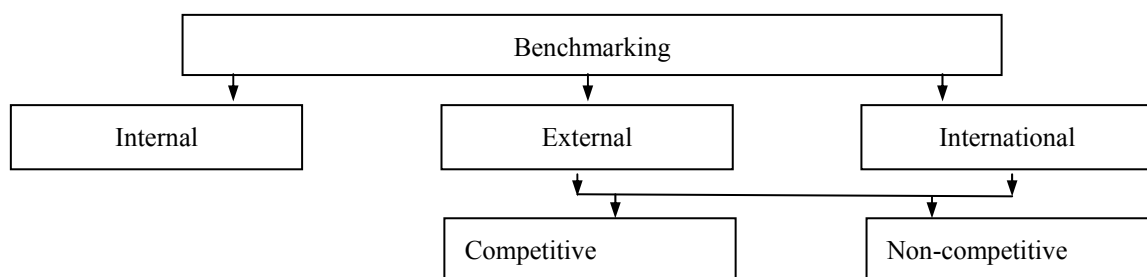 Benchmarking
Internal
External
International
Competitive
Non-competitive